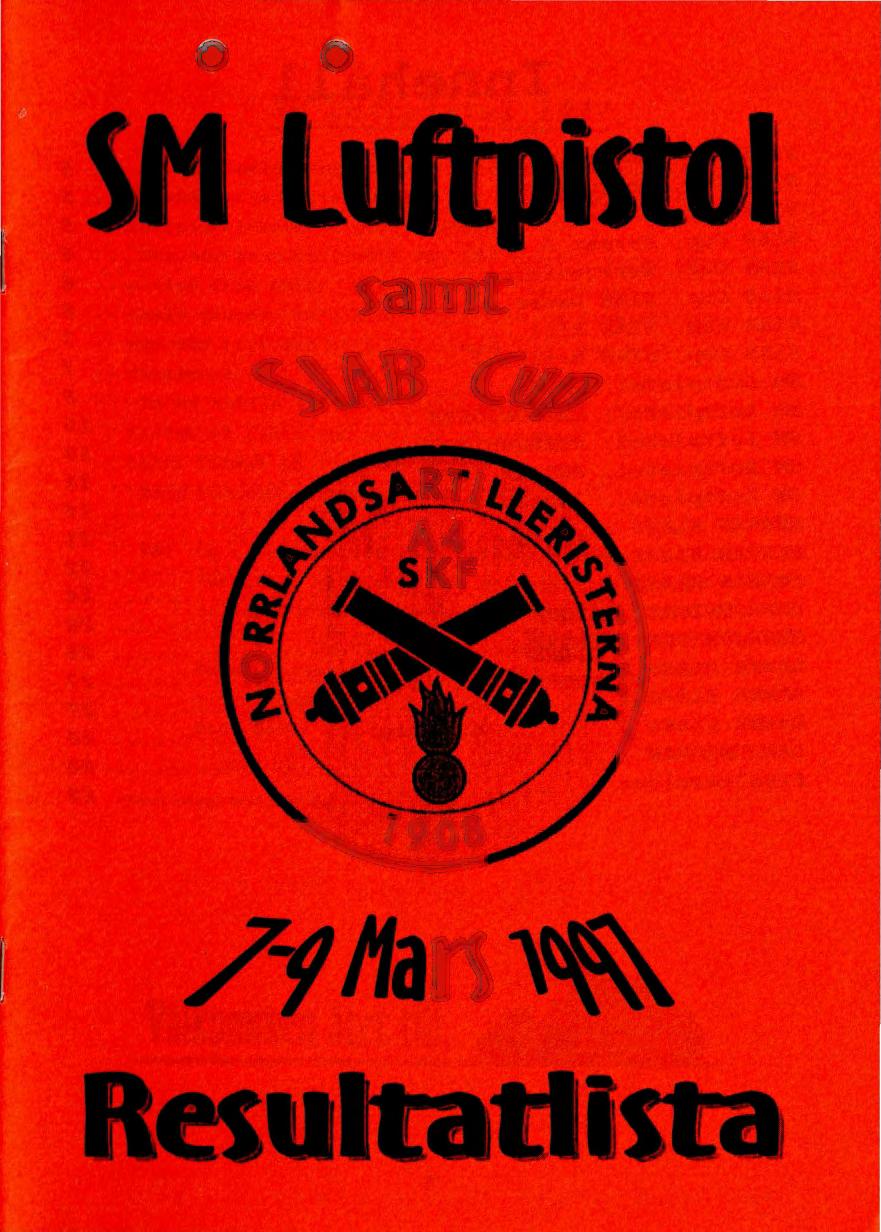 SM Luftpistol
samt
SIAB Cup
NORRLANDSARTILLERISTERNA
A4
SKF
1968
7-9 Mars 1997
Resultatlista